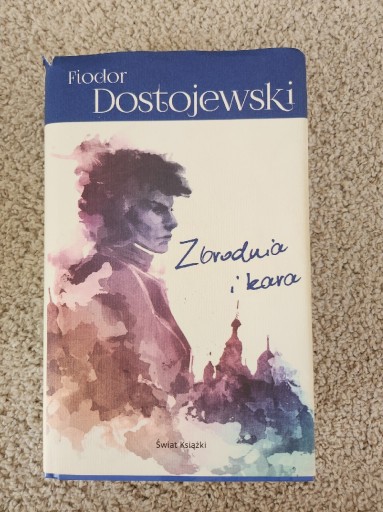 Fiodor
Dostojewski
Zbrodnia
i kara
Świat Książki